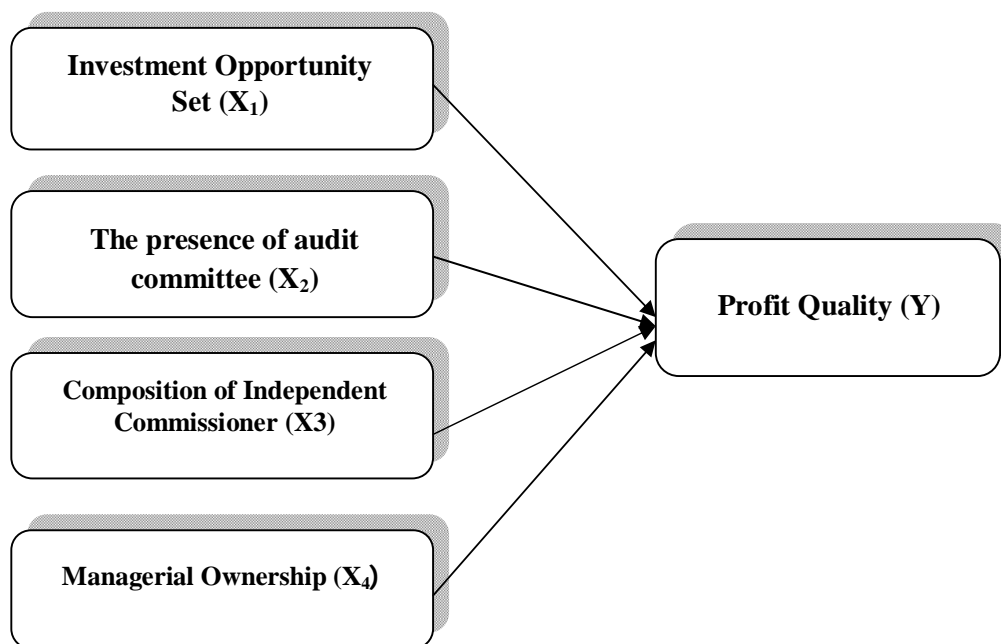 Investment Opportunity
Set (X₁)
The presence of audit
committee (X₂)
Composition of Independent
Commissioner (X3)
Managerial Ownership (X₄)
Profit Quality (Y)